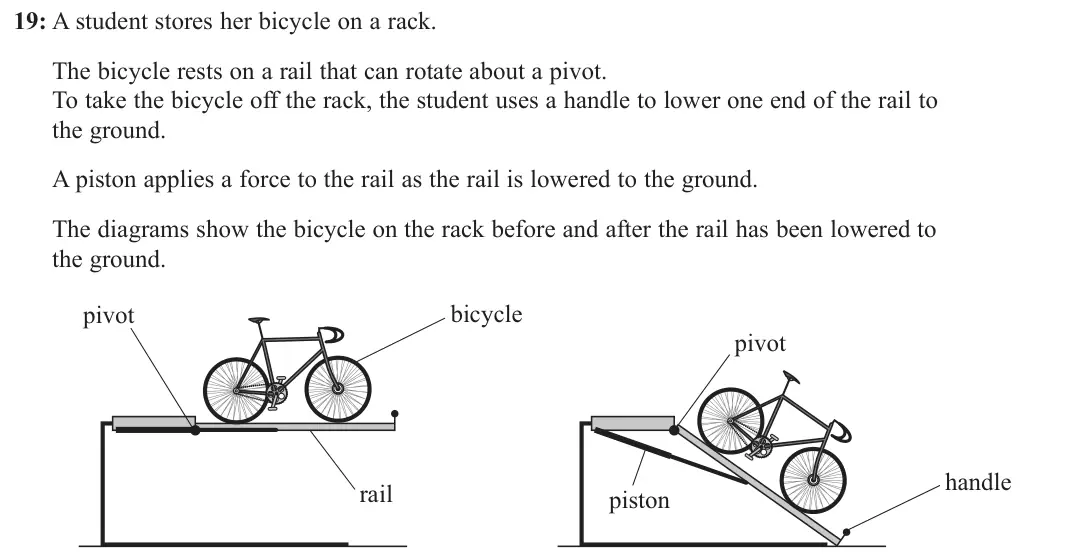 19: A student stores her bicycle on a rack.
The bicycle rests on a rail that can rotate about a pivot.
To take the bicycle off the rack, the student uses a handle to lower one end of the rail to
the ground.
A piston applies a force to the rail as the rail is lowered to the ground.
The diagrams show the bicycle on the rack before and after the rail has been lowered to
the ground.
pivot
bicycle
rail
pivot
piston
handle